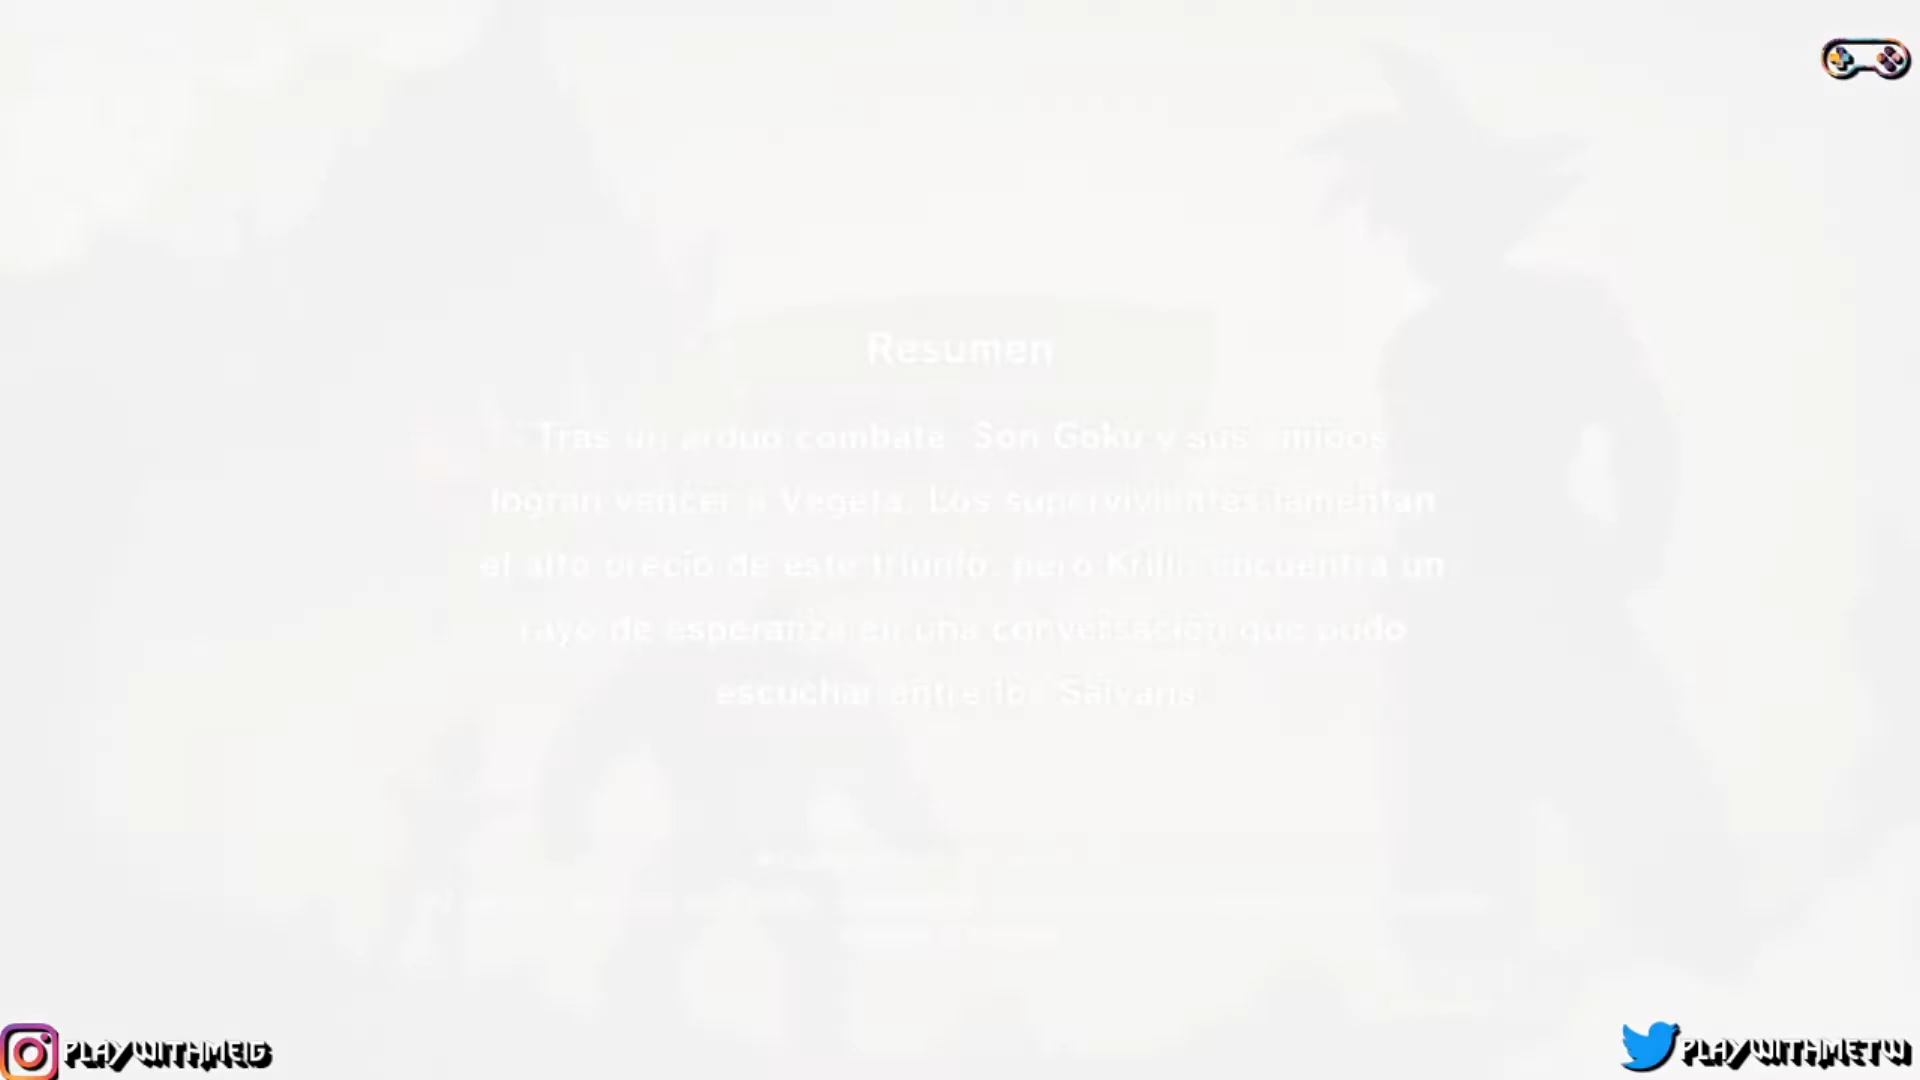 Resumen
Tras un arduo combate, Son Goku y sus amigos
logran vencer a Vegeta. Los supervivientes lamentan
el alto precio de este triunfo, pero Krilin encuentra un
rayo de esperanza en una conversación que pudo
escuchar entre los Saiyans.
PLAYWITHMEIG
PLAYWITHMETW